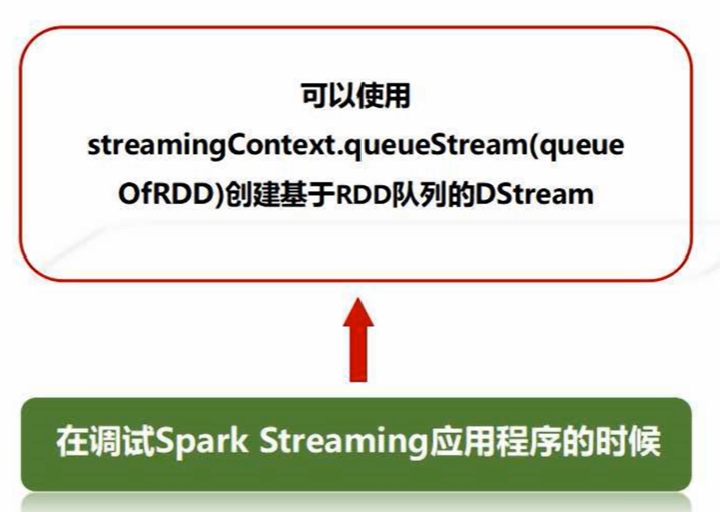 可以使用
streamingContext.queueStream(queue
OfRDD)创建基于RDD队列的DStream
在调试Spark Streaming应用程序的时候